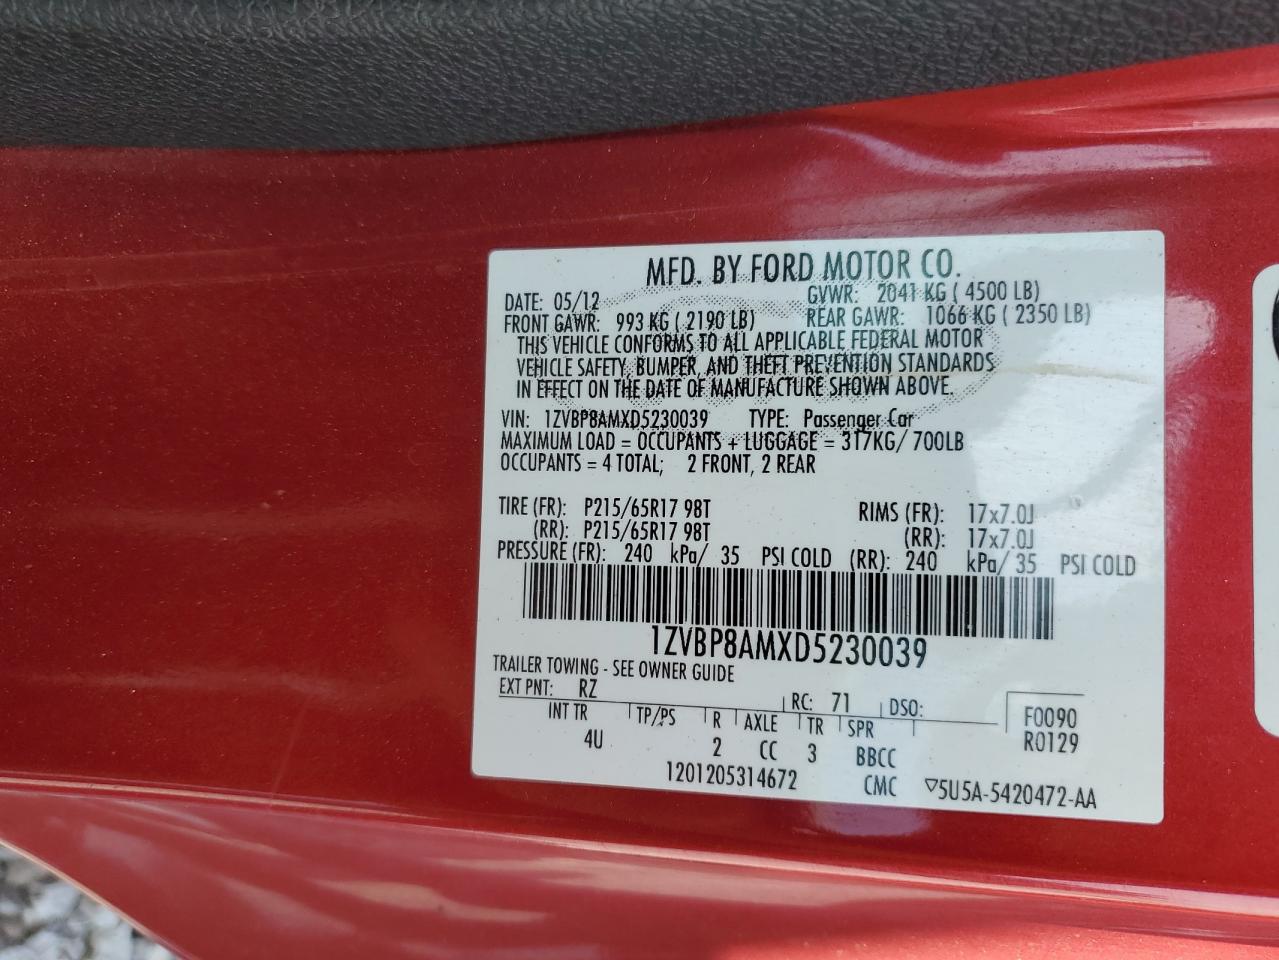 MFD. BY FORD MOTOR CO.
DATE: 05/12 GVWR: 2041 KG ( 4500 LB)
FRONT GAWR: 993 KG ( 2190 LB) REAR GAWR: 1066 KG ( 2350 LB)
THIS VEHICLE CONFORMS TO ALL APPLICABLE FEDERAL MOTOR
VEHICLE SAFETY, BUMPER, AND THEFT PREVENTION STANDARDS
IN EFFECT ON THE DATE OF MANUFACTURE SHOWN ABOVE.
VIN: 1ZVBP8AMXD5230039 TYPE: Passenger Car
MAXIMUM LOAD = OCCUPANTS + LUGGAGE = 317KG/ 700LB
OCCUPANTS = 4 TOTAL; 2 FRONT, 2 REAR
TIRE (FR): P215/65R17 98T RIMS (FR): 17x7.0J
(RR): P215/65R17 98T (RR): 17x7.0J
PRESSURE (FR): 240 kPa/ 35 PSI COLD (RR): 240 kPa/ 35 PSI COLD
1ZVBP8AMXD5230039
TRAILER TOWING - SEE OWNER GUIDE
EXT PNT: RZ RC: 71 DSO: F0090
INT TR TP/PS R AXLE TR SPR R0129
4U 2 CC 3 BBCC
1201205314672 CMC ▽5U5A-5420472-AA